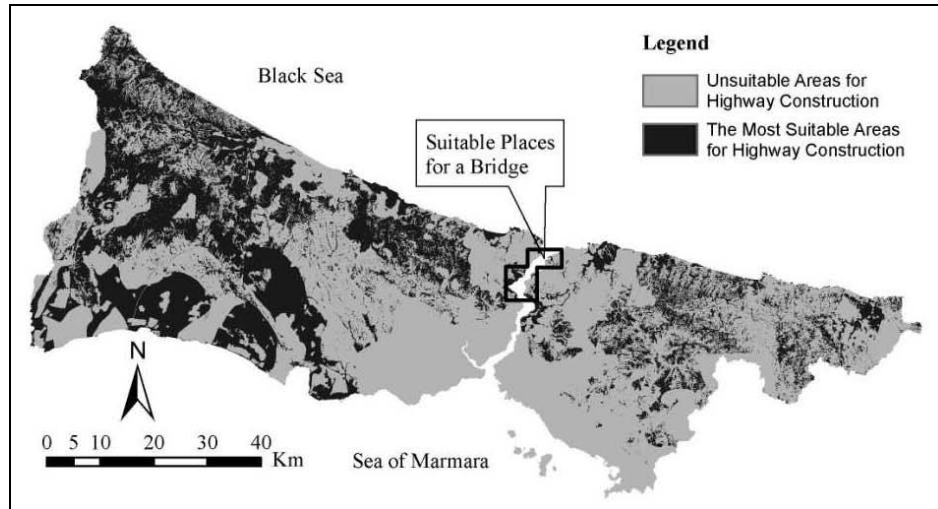 Black Sea
Legend
Unsuitable Areas for
Highway Construction
The Most Suitable Areas
for Highway Construction
Suitable Places
for a Bridge
N
0 5 10 20 30 40
Km
Sea of Marmara